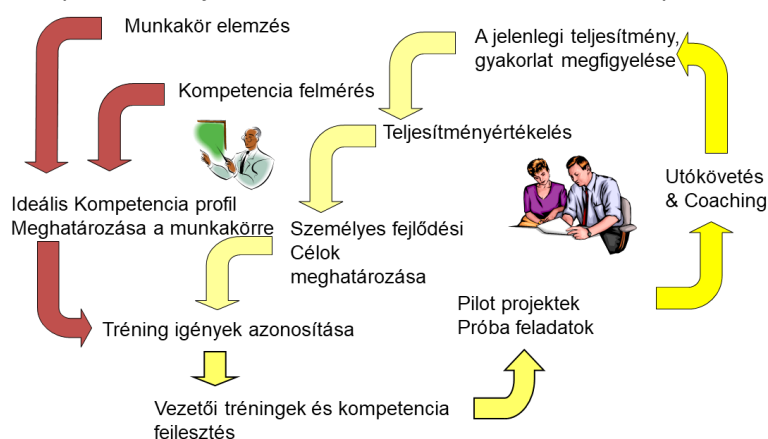 Munkakör elemzés
A jelenlegi teljesítmény,
gyakorlat megfigyelése
Kompetencia felmérés
Teljesítményértékelés
Utókövetés
& Coaching
Ideális Kompetencia profil
Meghatározása a munkakörre
Személyes fejlődési
Célok
meghatározása
Pilot projektek
Próba feladatok
Tréning igények azonosítása
Vezetői tréningek és kompetencia
fejlesztés